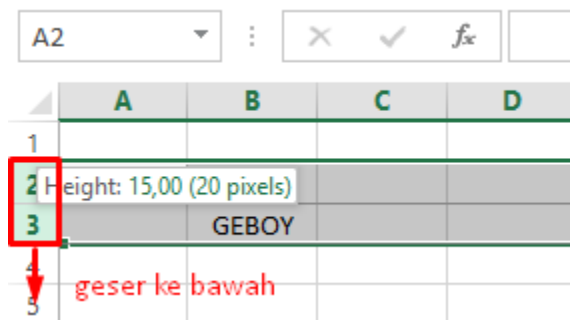 A2 fx
A B C D
1
2 Height: 15,00 (20 pixels)
3 GEBOY
4
geser ke bawah
5